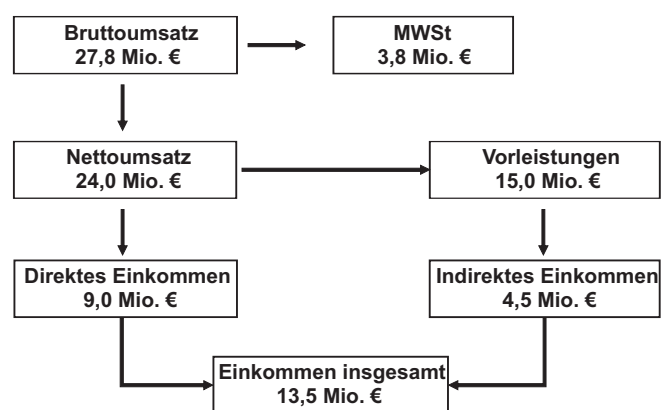 Bruttoumsatz
27,8 Mio. €
MWSt
3,8 Mio. €
Nettoumsatz
24,0 Mio. €
Vorleistungen
15,0 Mio. €
Direktes Einkommen
9,0 Mio. €
Indirektes Einkommen
4,5 Mio. €
Einkommen insgesamt
13,5 Mio. €